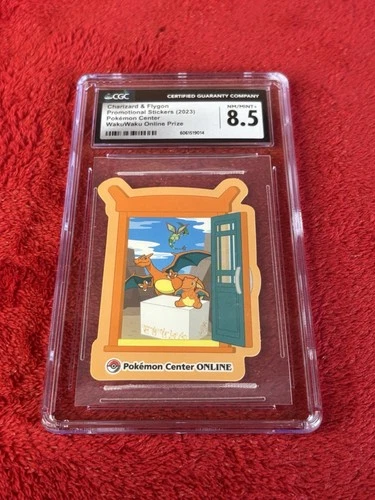 CGC
CERTIFIED GUARANTY COMPANY
Charizard & Flygon
Promotional Stickers (2023)
Pokémon Center
WakuWaku Online Prize
NM/MINT+
8.5
Pokémon Center ONLINE